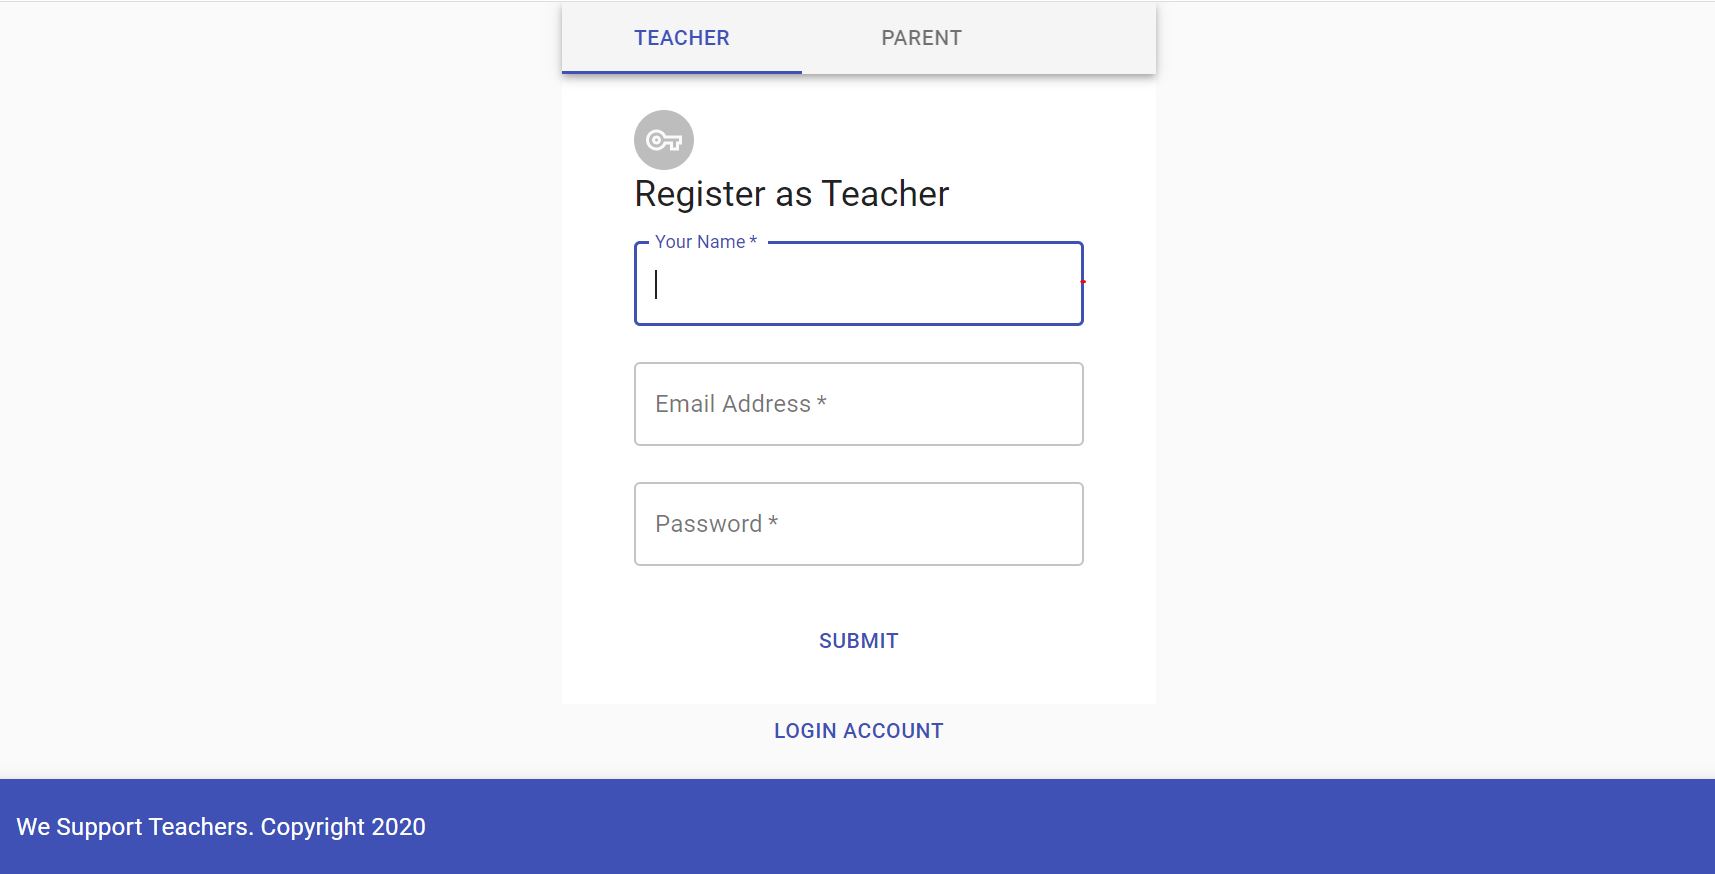 TEACHER PARENT
Register as Teacher
Your Name *
Email Address *
Password *
SUBMIT
LOGIN ACCOUNT
We Support Teachers. Copyright 2020